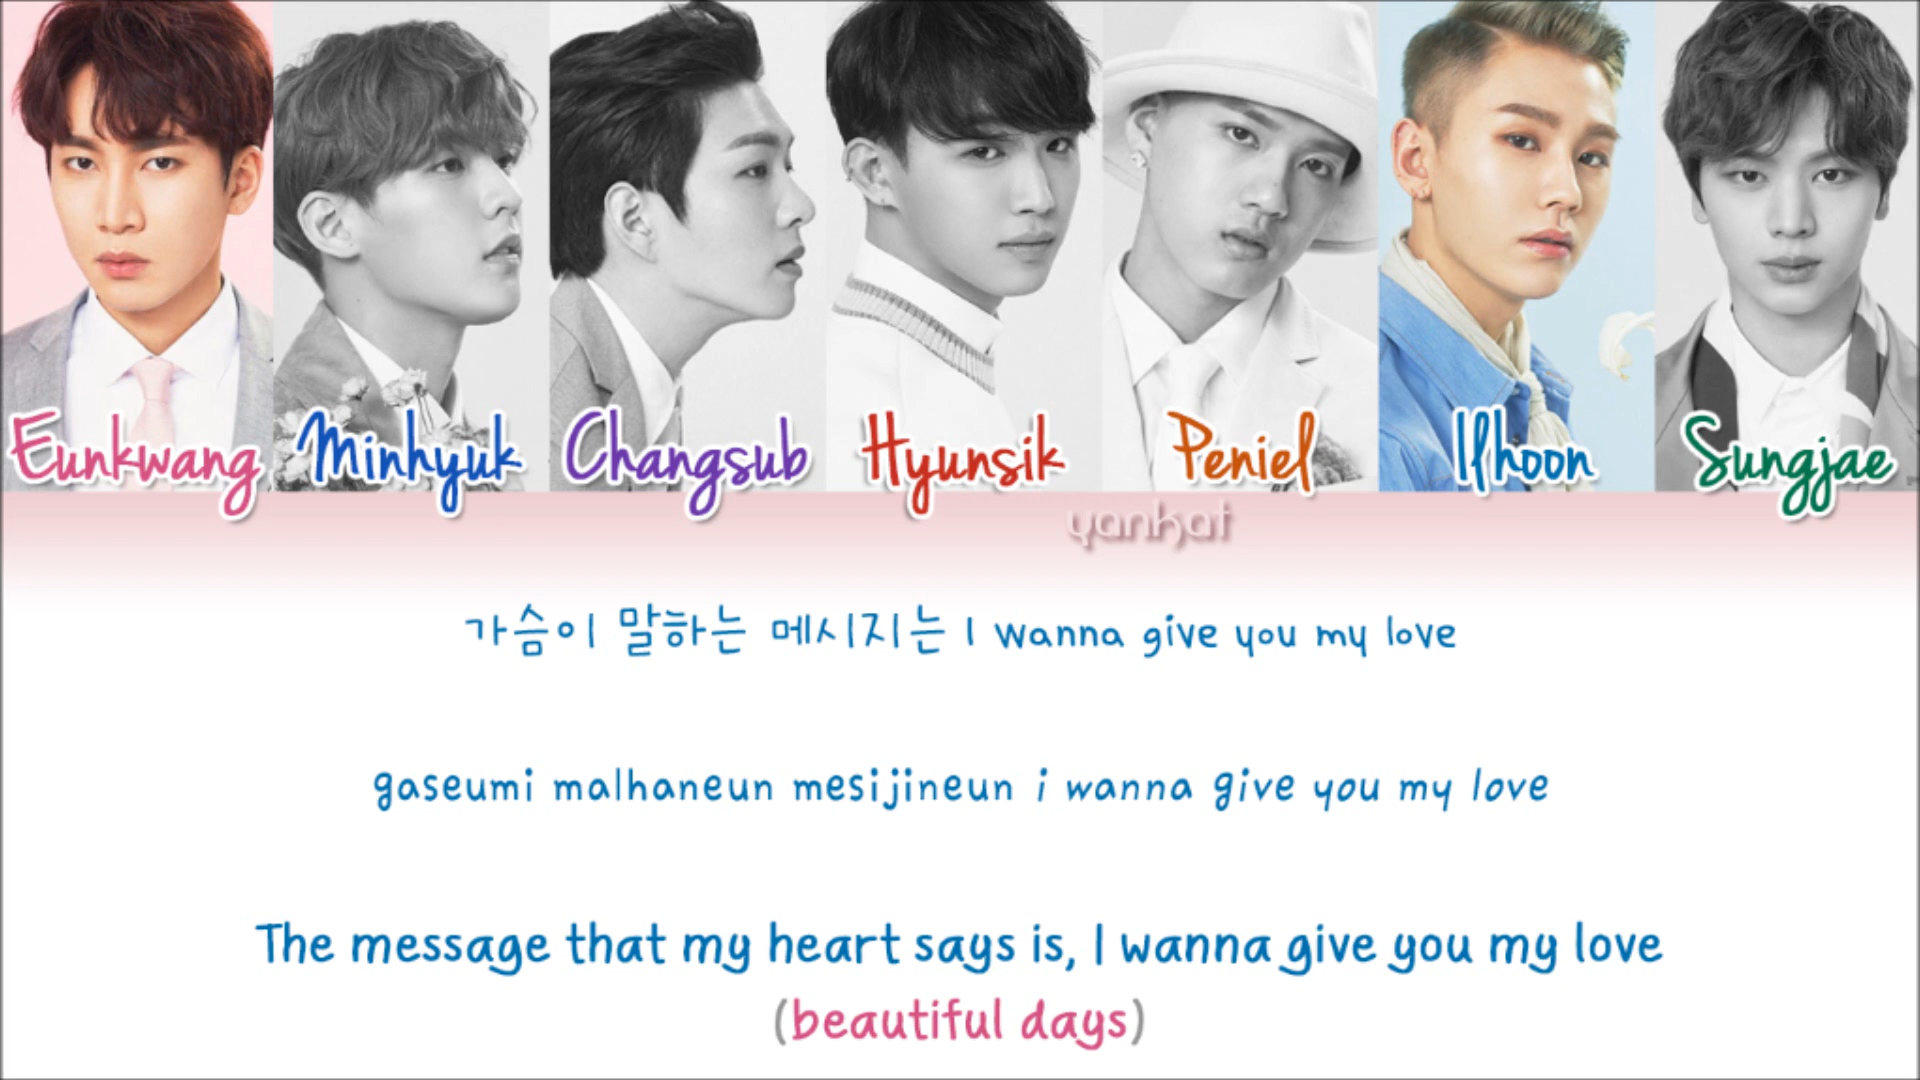 Eunkwang Minhyuk Changsub Hyunsik Peniel Ilhoon Sungjae
yankat
가슴이 말하는 메시지는 I wanna give you my love
gaseumi malhaneun mesijineun i wanna give you my love
The message that my heart says is, I wanna give you my love
(beautiful days)